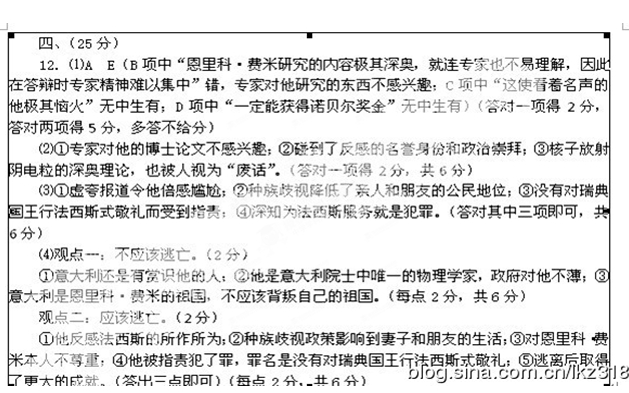 四、（25分）
12. ⑴A E（B项中“恩里科·费米研究的内容极其深奥，就连专家也不易理解，因此
在答辩时专家精神难以集中”错，专家对他研究的东西不感兴趣；C项中“这使看着名声的
他极其恼火”无中生有；D项中“一定能获得诺贝尔奖金”无中生有）（答对一项得2分，
答对两项得5分，多答不给分）
⑵①专家对他的博士论文不感兴趣；②碰到了反感的名誉身份和政治崇拜；③核子放射
阴电粒的深奥理论，也被人视为“废话”。（答对一项得2分，共6分）
⑶①虚夸报道令他倍感尴尬；②种族歧视降低了亲人和朋友的公民地位；③没有对瑞典
国王行法西斯式敬礼而受到指责；④深知为法西斯服务就是犯罪。（答对其中三项即可，共
6分）
⑷观点一：不应该逃亡。（2分）
①意大利还是有赏识他的人；②他是意大利院士中唯一的物理学家，政府对他不薄；③
意大利是恩里科·费米的祖国，不应该背叛自己的祖国。（每点2分，共6分）
观点二：应该逃亡。（2分）
①他反感法西斯的所作所为；②种族歧视政策影响到妻子和朋友的生活；③对恩里科·费
米本人不尊重；④他被指责犯了罪，罪名是没有对瑞典国王行法西斯式敬礼；⑤逃离后取得
了更大的成就。（答出三点即可）（每点2分，共6分）
blog.sina.com.cn/lkz318